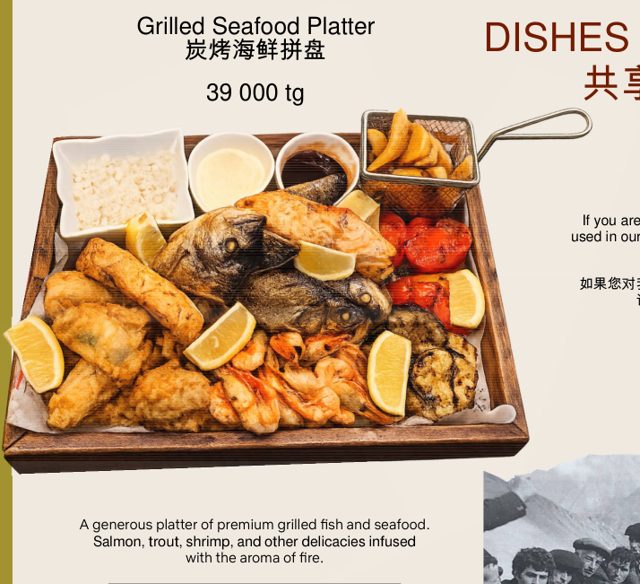 Grilled Seafood Platter
炭烤海鲜拼盘
39 000 tg
A generous platter of premium grilled fish and seafood.
Salmon, trout, shrimp, and other delicacies infused
with the aroma of fire.
DISHES
共享
If you are
used in our
如果您对